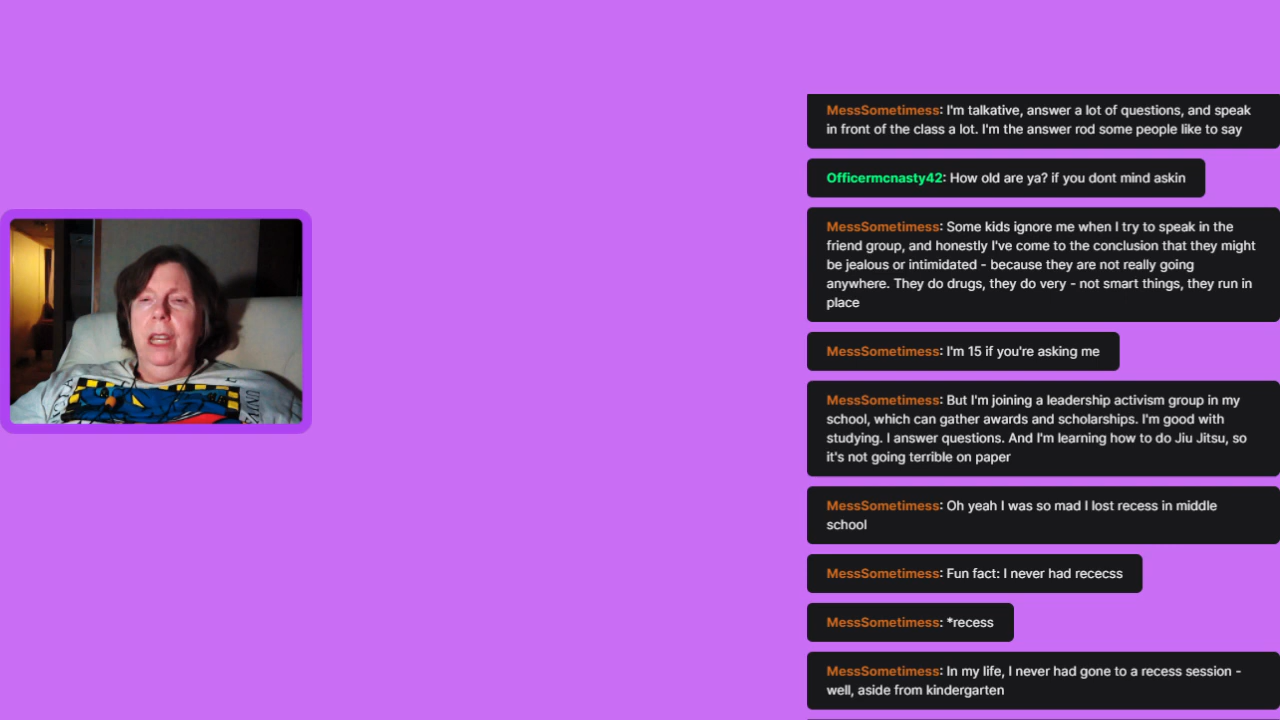 MessSometimess: I'm talkative, answer a lot of questions, and speak
in front of the class a lot. I'm the answer rod some people like to say
Officermcnasty42: How old are ya? if you dont mind askin
MessSometimess: Some kids ignore me when I try to speak in the
friend group, and honestly I've come to the conclusion that they might
be jealous or intimidated - because they are not really going
anywhere. They do drugs, they do very - not smart things, they run in
place
MessSometimess: I'm 15 if you're asking me
MessSometimess: But I'm joining a leadership activism group in my
school, which can gather awards and scholarships. I'm good with
studying. I answer questions. And I'm learning how to do Jiu Jitsu, so
it's not going terrible on paper
MessSometimess: Oh yeah I was so mad I lost recess in middle
school
MessSometimess: Fun fact: I never had rececss
MessSometimess: *recess
MessSometimess: In my life, I never had gone to a recess session -
well, aside from kindergarten